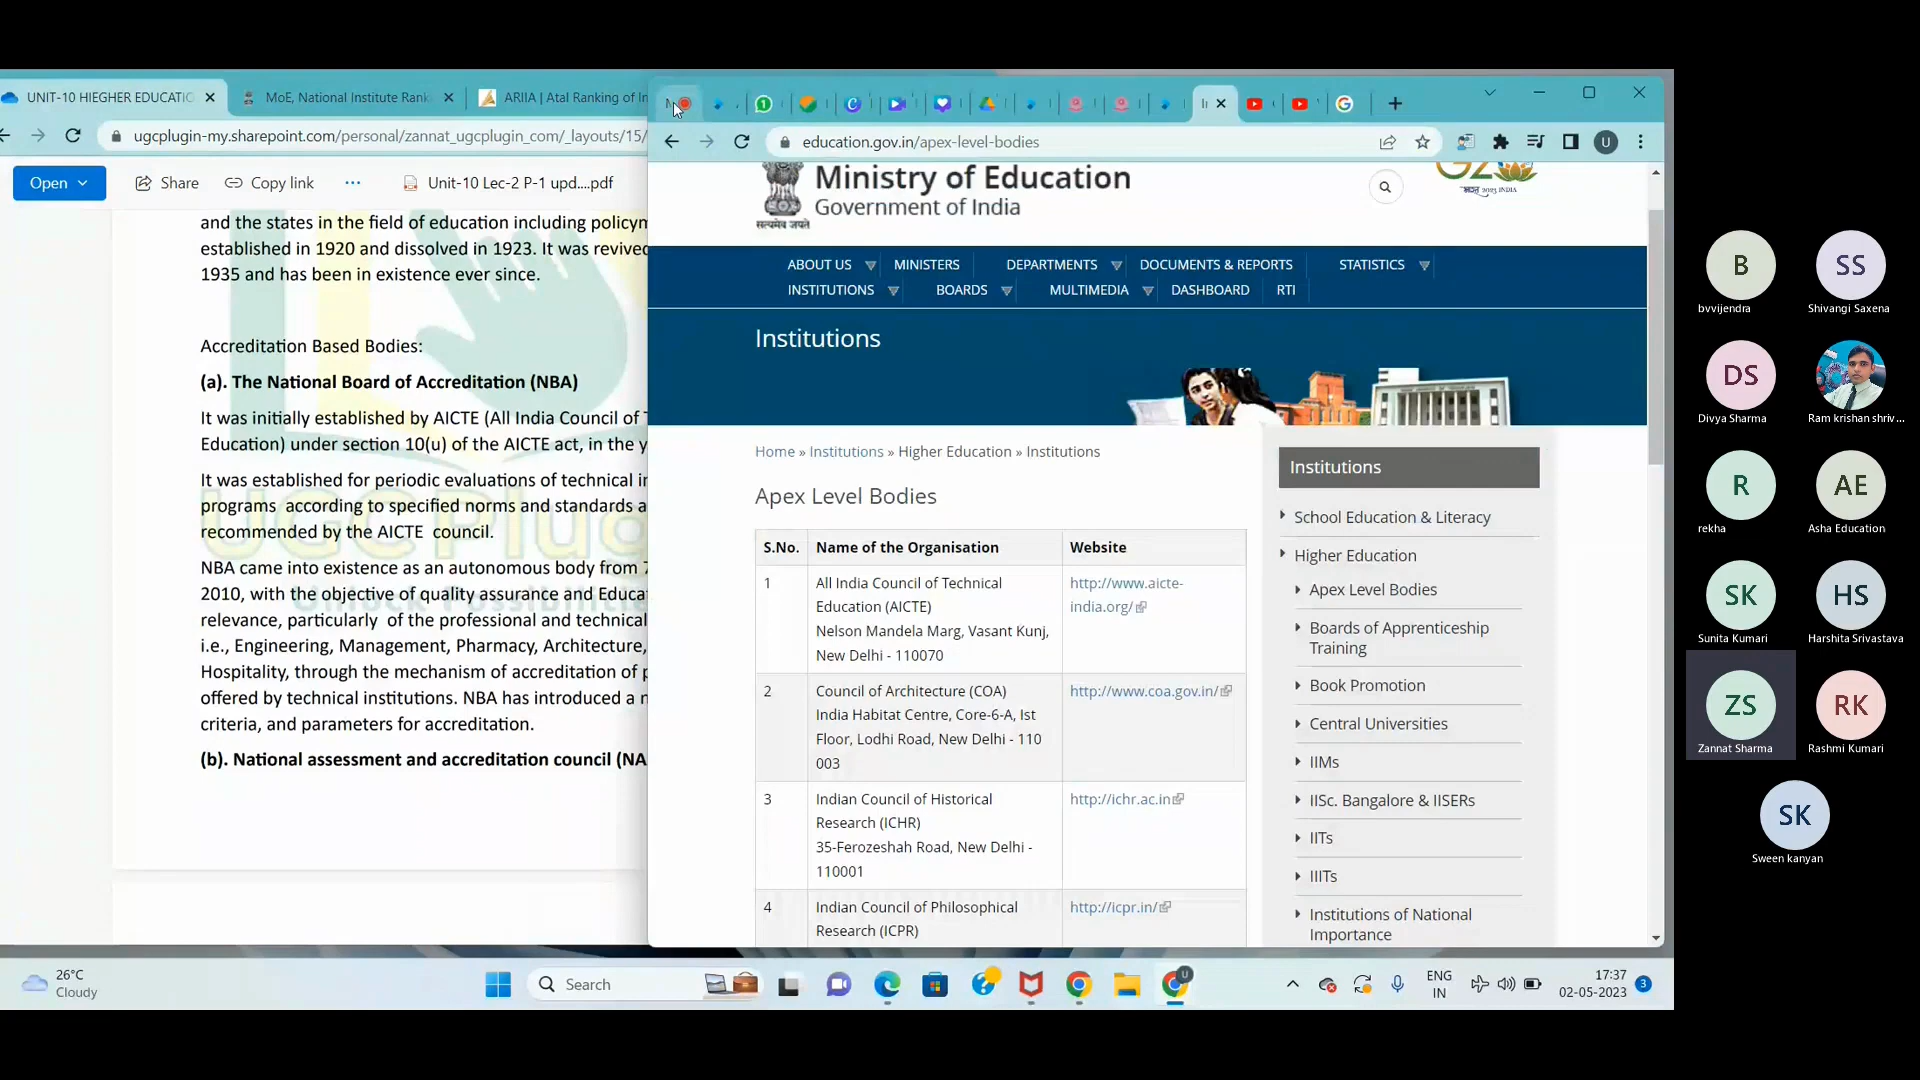 UNIT-10 HIEGHER EDUCATIO
MoE, National Institute Rank
ARIIA | Atal Ranking of In
ugcplugin-my.sharepoint.com/personal/zannat_ugcplugin_com/_layouts/15/
Open
Share
Copy link
Unit-10 Lec-2 P-1 upd....pdf
and the states in the field of education including policym
established in 1920 and dissolved in 1923. It was revived
1935 and has been in existence ever since.
Accreditation Based Bodies:
(a). The National Board of Accreditation (NBA)
It was initially established by AICTE (All India Council of T
Education) under section 10(u) of the AICTE act, in the y
It was established for periodic evaluations of technical in
programs according to specified norms and standards a
recommended by the AICTE council.
NBA came into existence as an autonomous body from 7
2010, with the objective of quality assurance and Educa
relevance, particularly of the professional and technical
i.e., Engineering, Management, Pharmacy, Architecture,
Hospitality, through the mechanism of accreditation of p
offered by technical institutions. NBA has introduced a n
criteria, and parameters for accreditation.
(b). National assessment and accreditation council (NA
UGCPlug
Unlock Possibilitie
education.gov.in/apex-level-bodies
U
सत्यमेव जयते
Ministry of Education
Government of India
G20
वसुधैव 2023 INDIA
ABOUT US
MINISTERS
DEPARTMENTS
DOCUMENTS & REPORTS
STATISTICS
INSTITUTIONS
BOARDS
MULTIMEDIA
DASHBOARD
RTI
Institutions
Home » Institutions » Higher Education » Institutions
Apex Level Bodies
S.No.
Name of the Organisation
Website
1
All India Council of Technical
Education (AICTE)
Nelson Mandela Marg, Vasant Kunj,
New Delhi - 110070
http://www.aicte-
india.org/
2
Council of Architecture (COA)
India Habitat Centre, Core-6-A, Ist
Floor, Lodhi Road, New Delhi - 110
003
http://www.coa.gov.in/
3
Indian Council of Historical
Research (ICHR)
35-Ferozeshah Road, New Delhi -
110001
http://ichr.ac.in
4
Indian Council of Philosophical
Research (ICPR)
http://icpr.in/
Institutions
School Education & Literacy
Higher Education
Apex Level Bodies
Boards of Apprenticeship
Training
Book Promotion
Central Universities
IIMs
IISc. Bangalore & IISERs
IITs
IIITs
Institutions of National
Importance
B
bvvijendra
SS
Shivangi Saxena
DS
Divya Sharma
Ram krishan shriv...
R
rekha
AE
Asha Education
SK
Sunita Kumari
HS
Harshita Srivastava
ZS
Zannat Sharma
RK
Rashmi Kumari
SK
Sween kanyan
26°C
Cloudy
Search
U
ENG
IN
17:37
02-05-2023
3